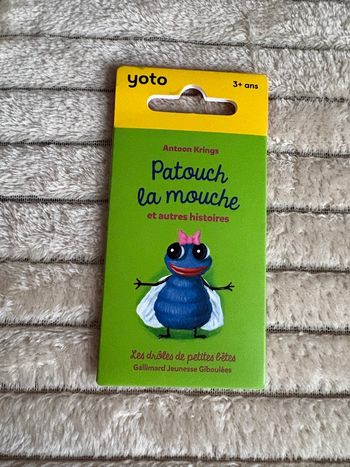 yoto
3+ ans
Antoon Krings
Patouch
la mouche
et autres histoires
Les drôles de petites bêtes
Gallimard Jeunesse Giboulées